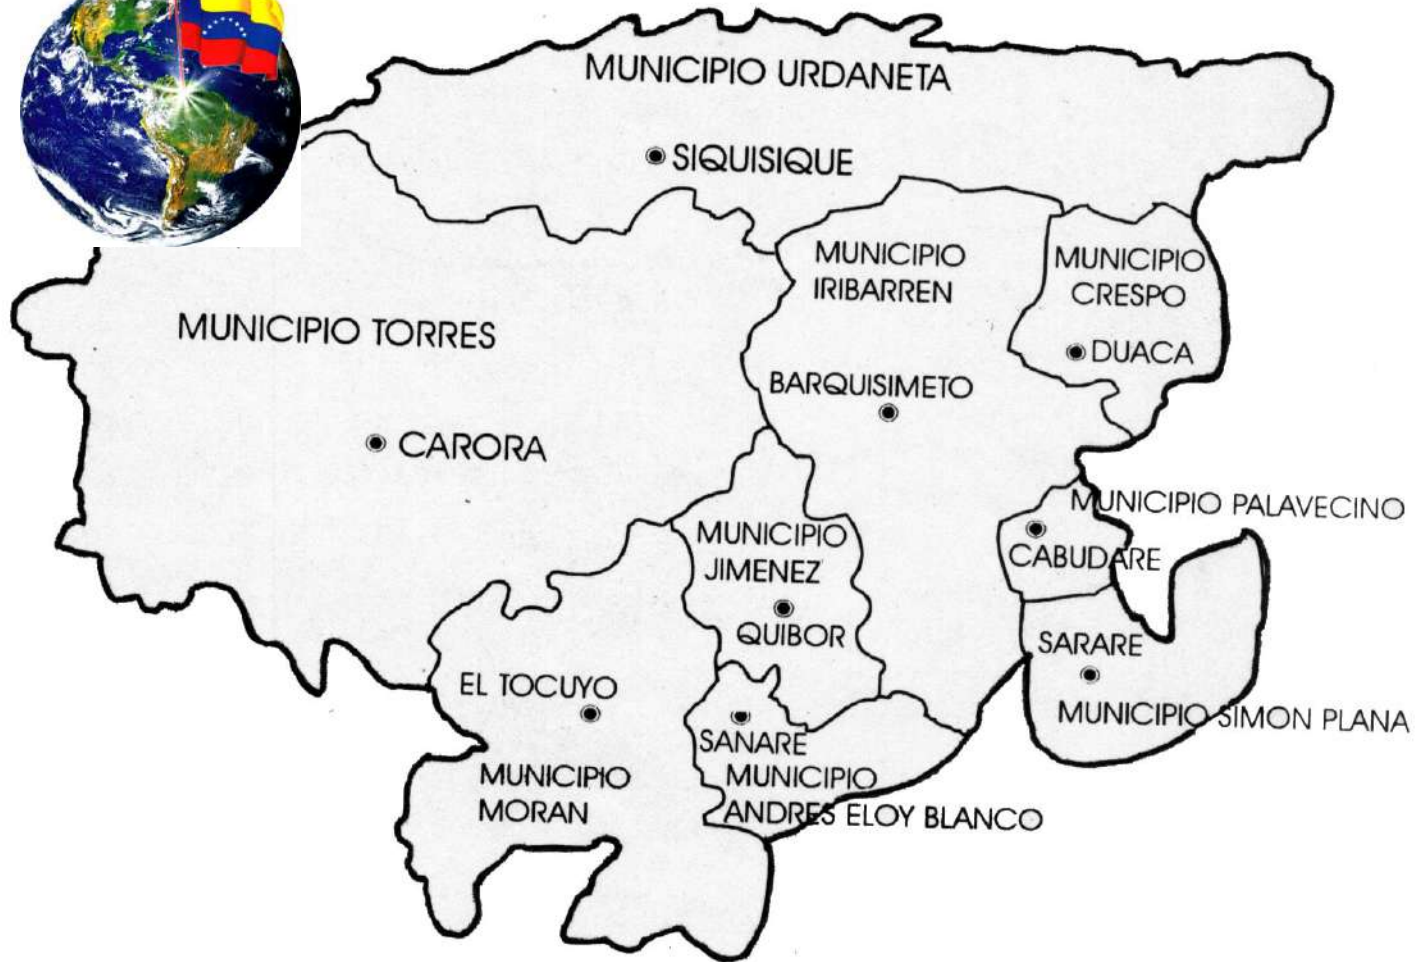 MUNICIPIO URDANETA
SIQUISIQUE
MUNICIPIO
IRIBARREN
MUNICIPIO
CRESPO
DUACA
MUNICIPIO TORRES
BARQUISIMETO
CARORA
MUNICIPIO PALAVECINO
CABUDARE
MUNICIPIO
JIMENEZ
QUIBOR
SARARE
MUNICIPIO SIMON PLANA
EL TOCUYO
SANARE
MUNICIPIO
MORAN
MUNICIPIO
ANDRES ELOY BLANCO